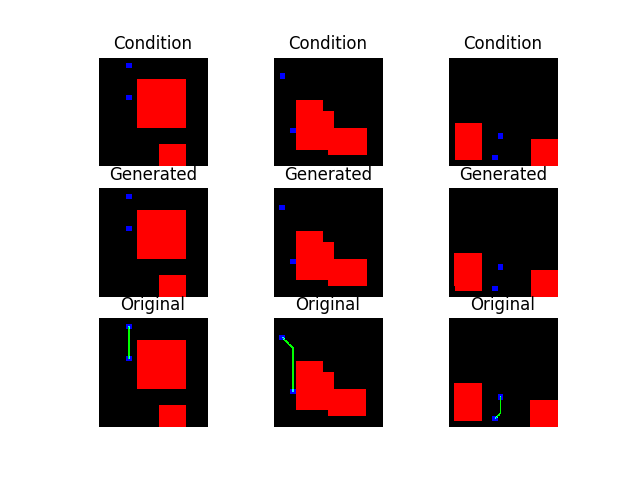 Condition Condition Condition
Generated Generated Generated
Original Original Original